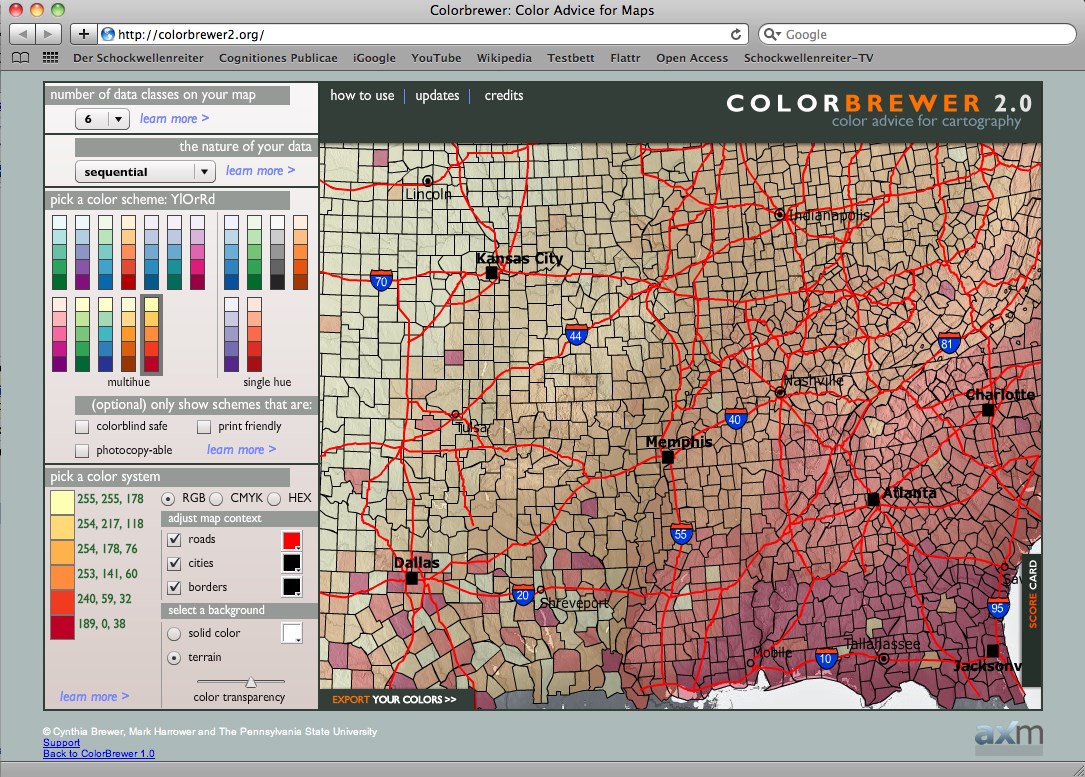 Colorbrewer: Color Advice for Maps
http://colorbrewer2.org/
Google
Der Schockwellenreiter Cognitiones Publicae iGoogle YouTube Wikipedia Testbett Flattr Open Access Schockwellenreiter-TV
number of data classes on your map
6 learn more >
the nature of your data
sequential learn more >
pick a color scheme: YlOrRd
multihue single hue
(optional) only show schemes that are:
colorblind safe print friendly
photocopy-able learn more >
pick a color system
255, 255, 178
254, 217, 118
254, 178, 76
253, 141, 60
240, 59, 32
189, 0, 38
RGB CMYK HEX
adjust map context
roads
cities
borders
select a background
solid color
terrain
color transparency
learn more >
how to use updates credits
COLORBREWER 2.0
color advice for cartography
Lincoln
Indianapolis
Kansas City
70
44
81
Nashville
Charlotte
Tulsa
40
Memphis
Atlanta
55
Dallas
20
Shreveport
95
Tallahassee
Mobile
10
Jacksonv
SCORE CARD
EXPORT YOUR COLORS >>
© Cynthia Brewer, Mark Harrower and The Pennsylvania State University
Support
Back to ColorBrewer 1.0
axm